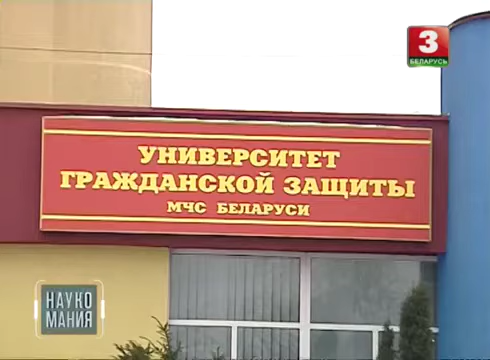 3
БЕЛАРУСЬ
УНИВЕРСИТЕТ
ГРАЖДАНСКОЙ ЗАЩИТЫ
МЧС БЕЛАРУСИ
НАУКО
МАНИЯ